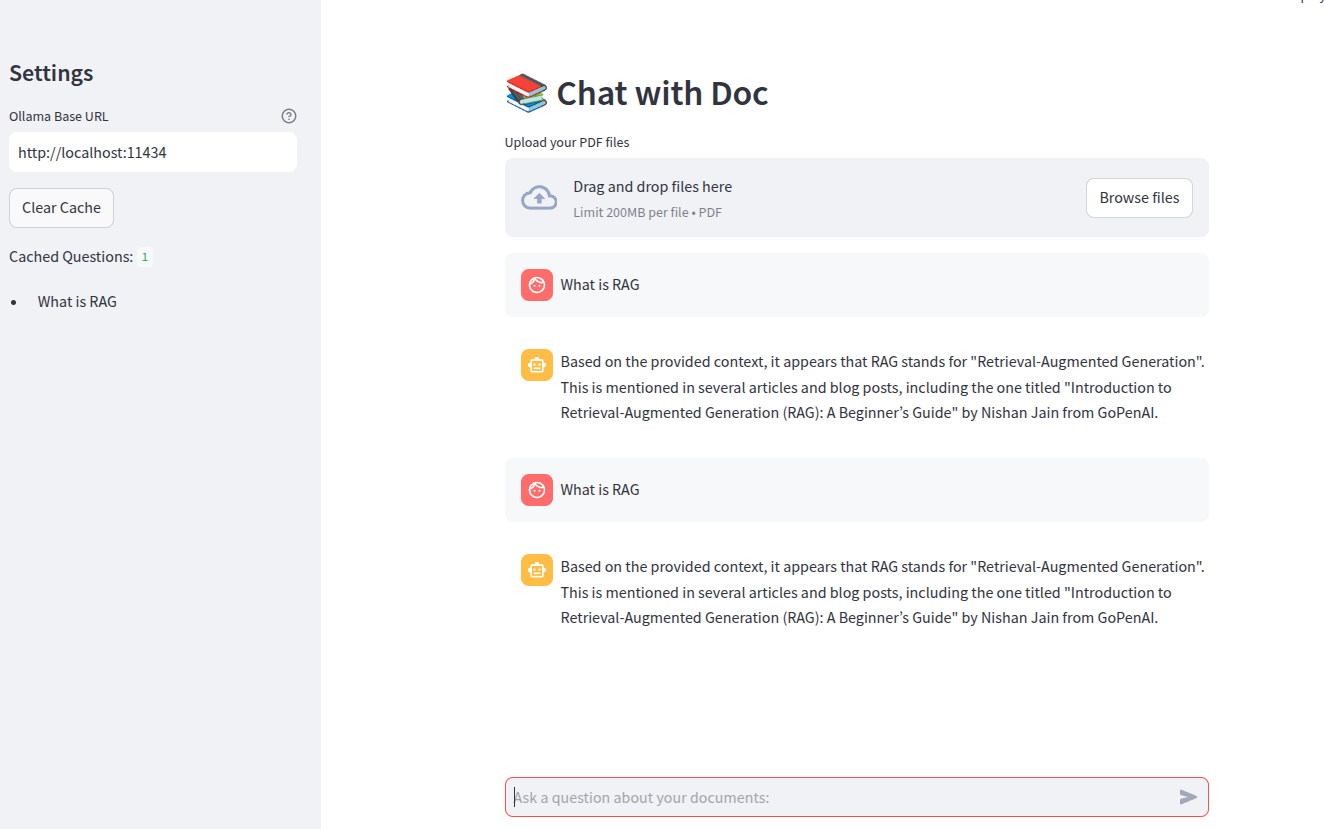 Settings
Ollama Base URL
http://localhost:11434
Clear Cache
Cached Questions: 1
• What is RAG
📚 Chat with Doc
Upload your PDF files
Drag and drop files here
Limit 200MB per file • PDF
Browse files
What is RAG
Based on the provided context, it appears that RAG stands for "Retrieval-Augmented Generation".
This is mentioned in several articles and blog posts, including the one titled "Introduction to
Retrieval-Augmented Generation (RAG): A Beginner’s Guide" by Nishan Jain from GoPenAI.
What is RAG
Based on the provided context, it appears that RAG stands for "Retrieval-Augmented Generation".
This is mentioned in several articles and blog posts, including the one titled "Introduction to
Retrieval-Augmented Generation (RAG): A Beginner’s Guide" by Nishan Jain from GoPenAI.
Ask a question about your documents: